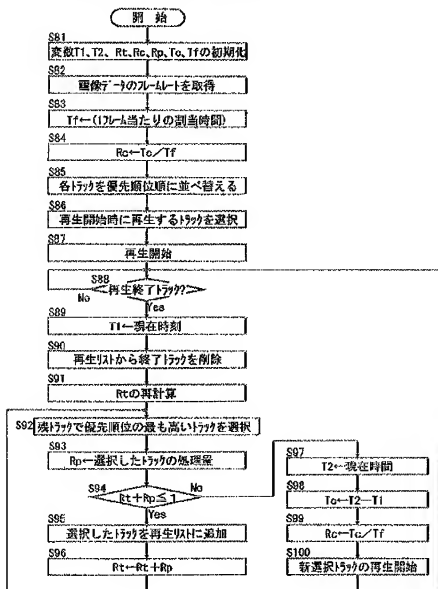 開 始
S81
変数T1、T2、Rt、Rc、Rp、Tc、Tfの初期化
S82
画像データのフレームレートを取得
S83
Tf←(1フレーム当たりの割当時間)
S84
Rc←Tc／Tf
S85
各トラックを優先順位順に並べ替える
S86
再生開始時に再生するトラックを選択
S87
再生開始
S88
再生終了トラック?
No
Yes
S89
T1←現在時刻
S90
再生リストから終了トラックを削除
S91
Rtの再計算
S92
残トラックで優先順位の最も高いトラックを選択
S93
Rp←選択したトラックの処理量
S94
Rt+Rp≦1
No
Yes
S95
選択したトラックを再生リストに追加
S96
Rt←Rt+Rp
S97
T2←現在時間
S98
Tc←T2−T1
S99
Rc←Tc／Tf
S100
新選択トラックの再生開始